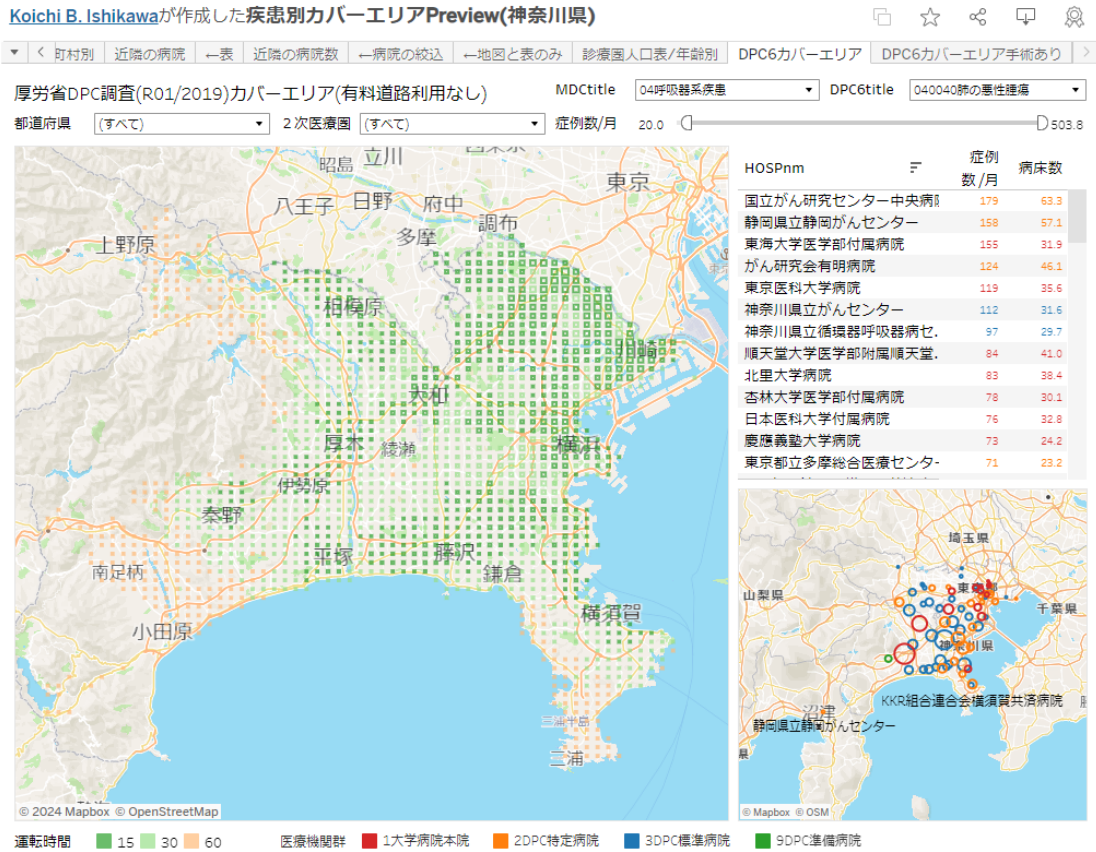 Koichi B. Ishikawaが作成した疾患別カバーエリアPreview(神奈川県)
町村別 近隣の病院 ←表 近隣の病院数 ←病院の絞込 ←地図と表のみ 診療圏人口表/年齢別 DPC6カバーエリア DPC6カバーエリア手術あり
厚労省DPC調査(R01/2019)カバーエリア(有料道路利用なし) MDCtitle 04呼吸器系疾患 DPC6title 040040肺の悪性腫瘍
都道府県 (すべて) 2次医療圏 (すべて) 症例数/月 20.0 503.8
昭島 立川
東京
八王子 日野 府中
調布
多摩
上野原
相模原
川崎
大和
厚木 綾瀬 横浜
伊勢原
秦野
平塚 藤沢
鎌倉
南足柄
横須賀
小田原
三浦半島
三浦
© 2024 Mapbox © OpenStreetMap
HOSPnm 症例数/月 病床数
国立がん研究センター中央病 179 63.3
静岡県立静岡がんセンター 158 57.1
東海大学医学部付属病院 155 31.9
がん研究会有明病院 124 46.1
東京医科大学病院 119 35.6
神奈川県立がんセンター 112 31.6
神奈川県立循環器呼吸器病セ. 97 29.7
順天堂大学医学部附属順天堂. 84 41.0
北里大学病院 83 38.4
杏林大学医学部付属病院 78 30.1
日本医科大学付属病院 76 32.8
慶應義塾大学病院 73 24.2
東京都立多摩総合医療センター 71 23.2
埼玉県
山梨県
千葉県
神奈川県
KKR組合連合会横須賀共済病院
沼津
静岡県立静岡がんセンター
© Mapbox © OSM
運転時間 15 30 60 医療機関群 1大学病院本院 2DPC特定病院 3DPC標準病院 9DPC準備病院